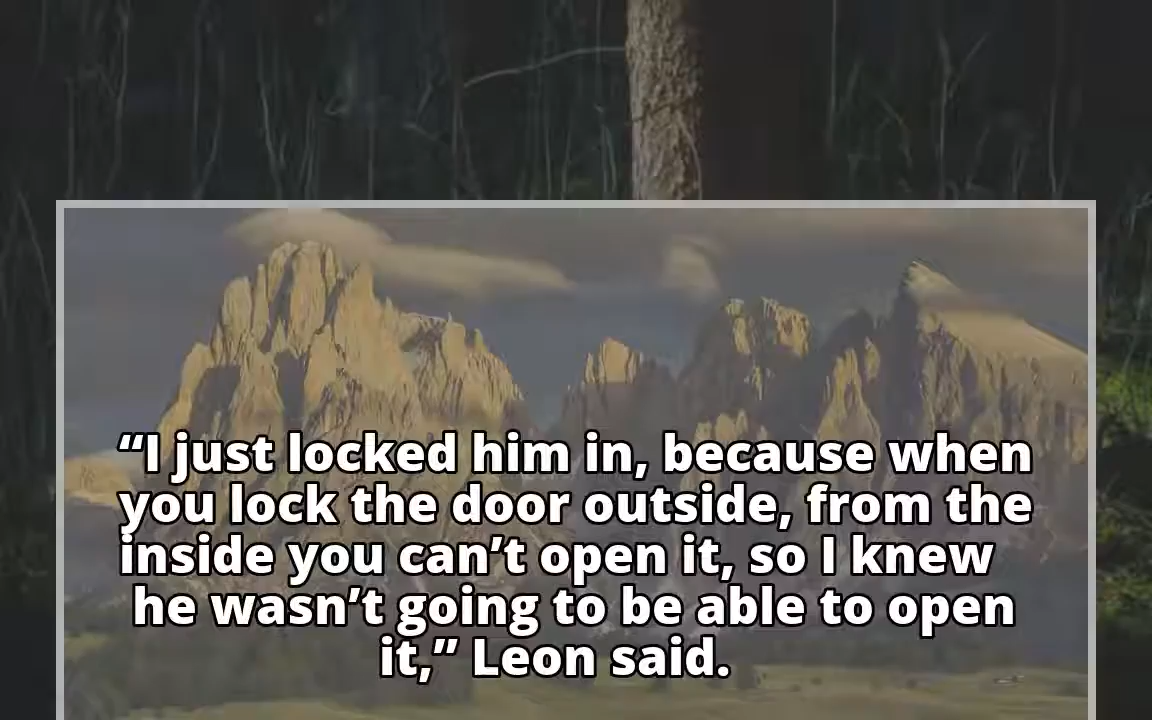 “I just locked him in, because when
you lock the door outside, from the
inside you can’t open it, so I knew
he wasn’t going to be able to open
it,” Leon said.